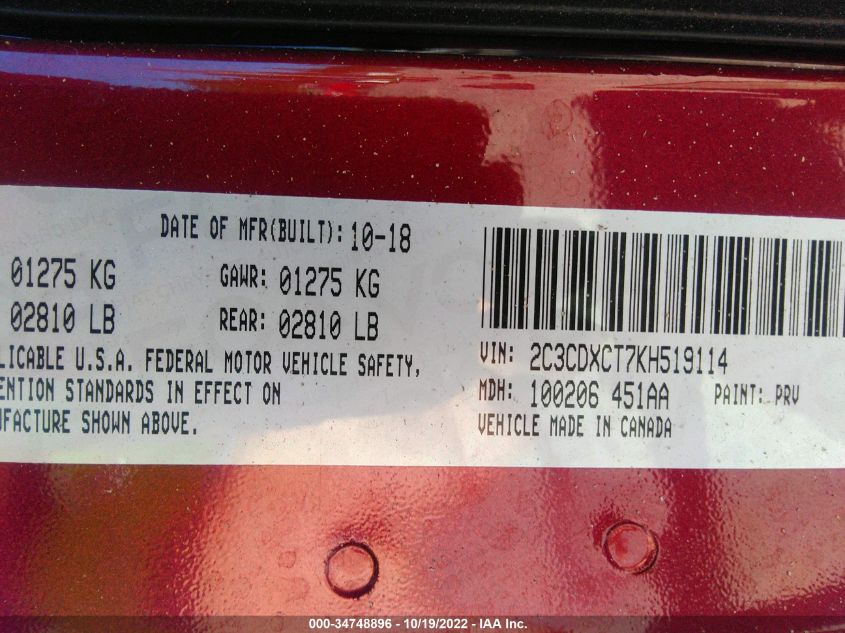 DATE OF MFR(BUILT): 10-18
01275 KG GAWR: 01275 KG
02810 LB REAR: 02810 LB
LICABLE U.S.A. FEDERAL MOTOR VEHICLE SAFETY,
ENTION STANDARDS IN EFFECT ON
UFACTURE SHOWN ABOVE.
VIN: 2C3CDXCT7KH519114
MDH: 100206 451AA PAINT: PRV
VEHICLE MADE IN CANADA
000-34748896 - 10/19/2022 - IAA Inc.